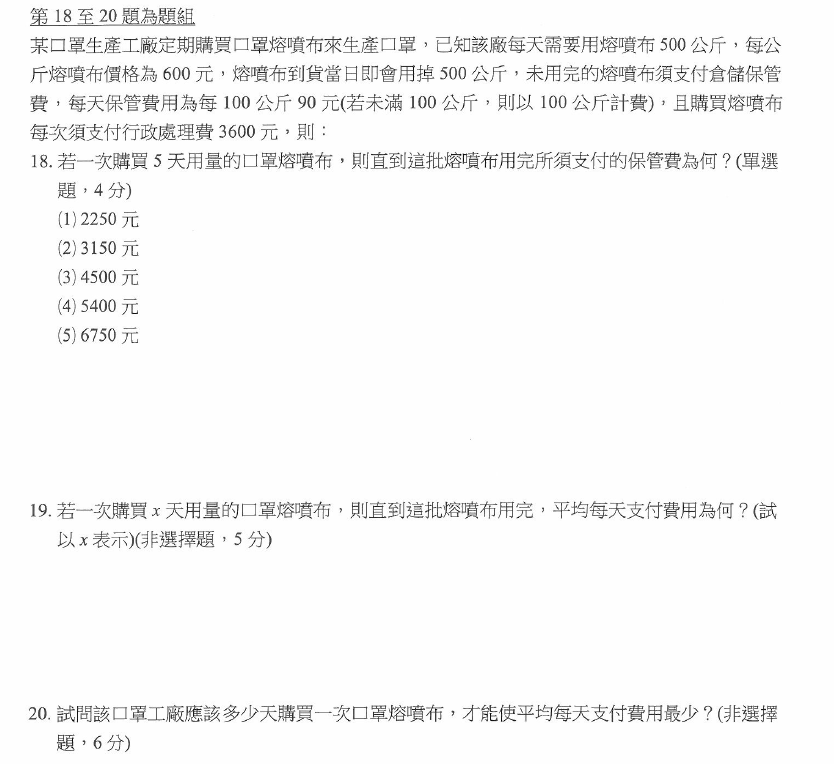 第 18 至 20 題為題組
某口罩生產工廠定期購買口罩熔噴布來生產口罩，已知該廠每天需要用熔噴布 500 公斤，每公
斤熔噴布價格為 600 元，熔噴布到貨當日即會用掉 500 公斤，未用完的熔噴布須支付倉儲保管
費，每天保管費用為每 100 公斤 90 元(若未滿 100 公斤，則以 100 公斤計費)，且購買熔噴布
每次須支付行政處理費 3600 元，則：
18. 若一次購買 5 天用量的口罩熔噴布，則直到這批熔噴布用完所須支付的保管費為何？(單選
題，4 分)
(1) 2250 元
(2) 3150 元
(3) 4500 元
(4) 5400 元
(5) 6750 元
19. 若一次購買 x 天用量的口罩熔噴布，則直到這批熔噴布用完，平均每天支付費用為何？(試
以 x 表示)(非選擇題，5 分)
20. 試問該口罩工廠應該多少天購買一次口罩熔噴布，才能使平均每天支付費用最少？(非選擇
題，6 分)